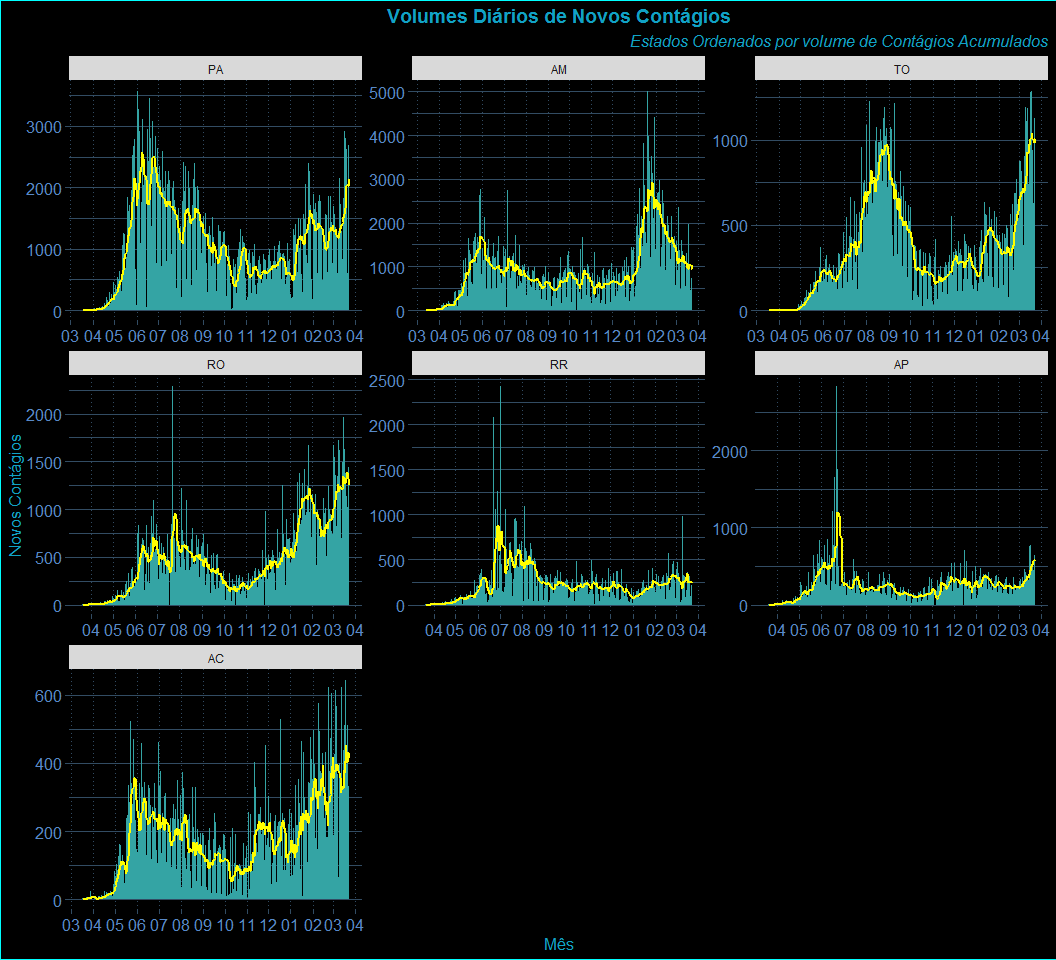 Volumes Diários de Novos Contágios
Estados Ordenados por volume de Contágios Acumulados
PA
AM
TO
3000
2000
1000
0
5000
4000
3000
2000
1000
0
1000
500
0
03 04 05 06 07 08 09 10 11 12 01 02 03 04
03 04 05 06 07 08 09 10 11 12 01 02 03 04
03 04 05 06 07 08 09 10 11 12 01 02 03 04
RO
RR
AP
2000
1500
1000
500
0
2500
2000
1500
1000
500
0
2000
1000
0
04 05 06 07 08 09 10 11 12 01 02 03 04
04 05 06 07 08 09 10 11 12 01 02 03 04
04 05 06 07 08 09 10 11 12 01 02 03 04
Novos Contágios
AC
600
400
200
0
03 04 05 06 07 08 09 10 11 12 01 02 03 04
Mês